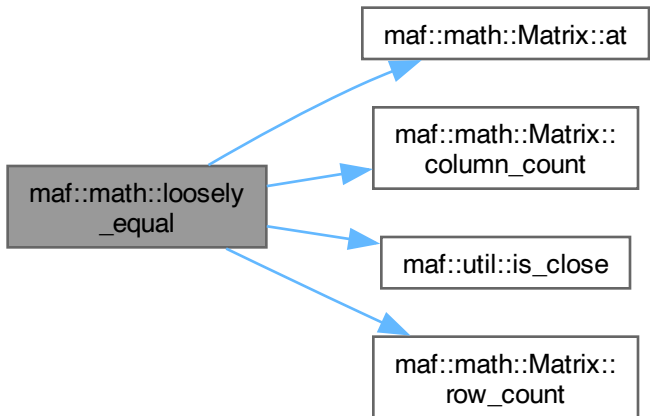 maf::math::Matrix::at
maf::math::Matrix::
column_count
maf::math::loosely
_equal
maf::util::is_close
maf::math::Matrix::
row_count